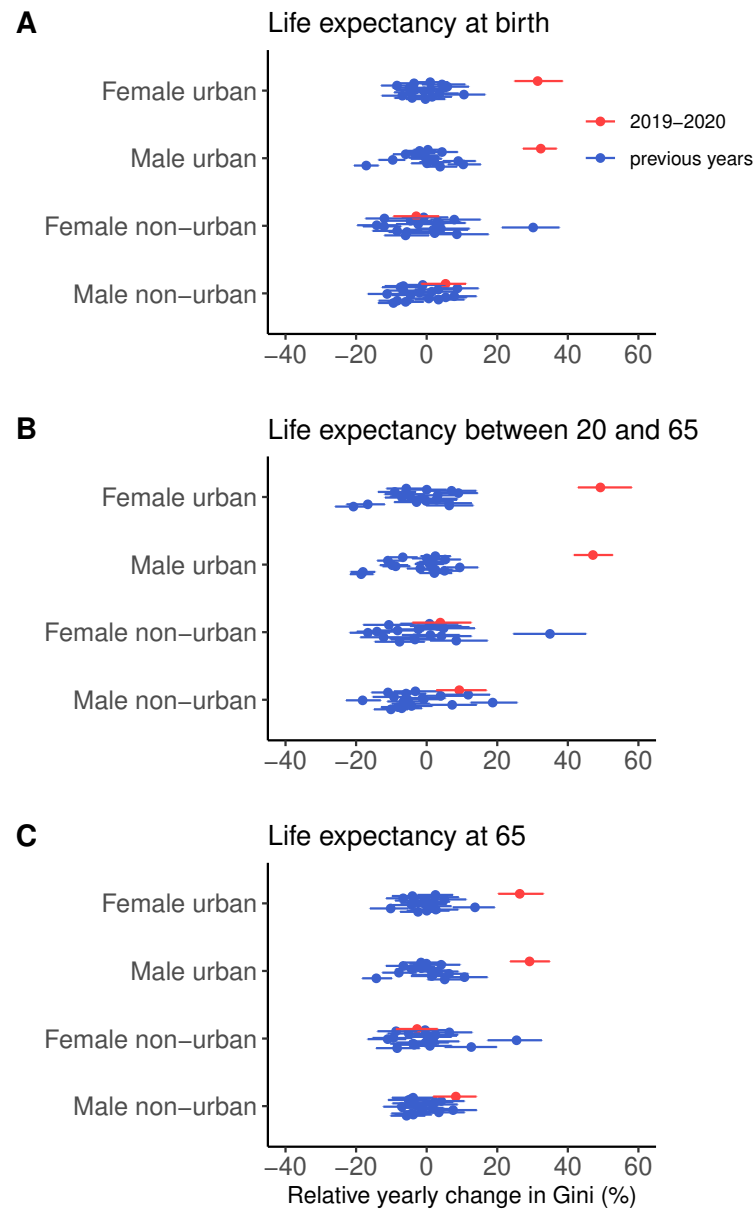 A
Life expectancy at birth
Female urban
2019−2020
Male urban
previous years
Female non−urban
Male non−urban
−40 −20 0 20 40 60
B
Life expectancy between 20 and 65
Female urban
Male urban
Female non−urban
Male non−urban
−40 −20 0 20 40 60
C
Life expectancy at 65
Female urban
Male urban
Female non−urban
Male non−urban
−40 −20 0 20 40 60
Relative yearly change in Gini (%)